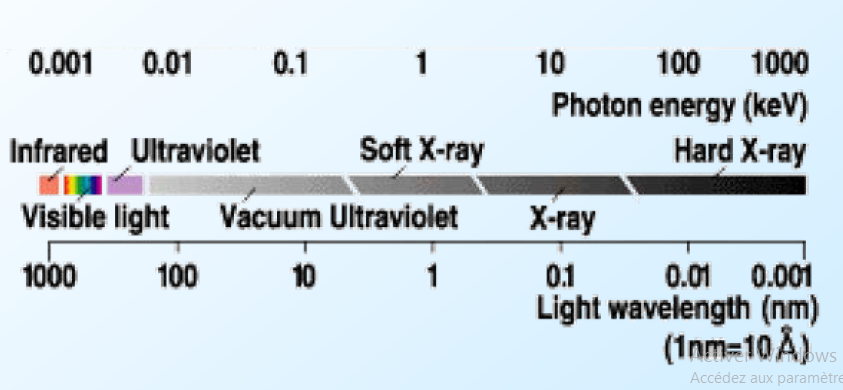 0.001 0.01 0.1 1 10 100 1000
Photon energy (keV)
Infrared Ultraviolet Soft X-ray Hard X-ray
Visible light Vacuum Ultraviolet X-ray
1000 100 10 1 0.1 0.01 0.001
Light wavelength (nm)
(1nm=10 Å)
Activer Windows
Accédez aux paramètre